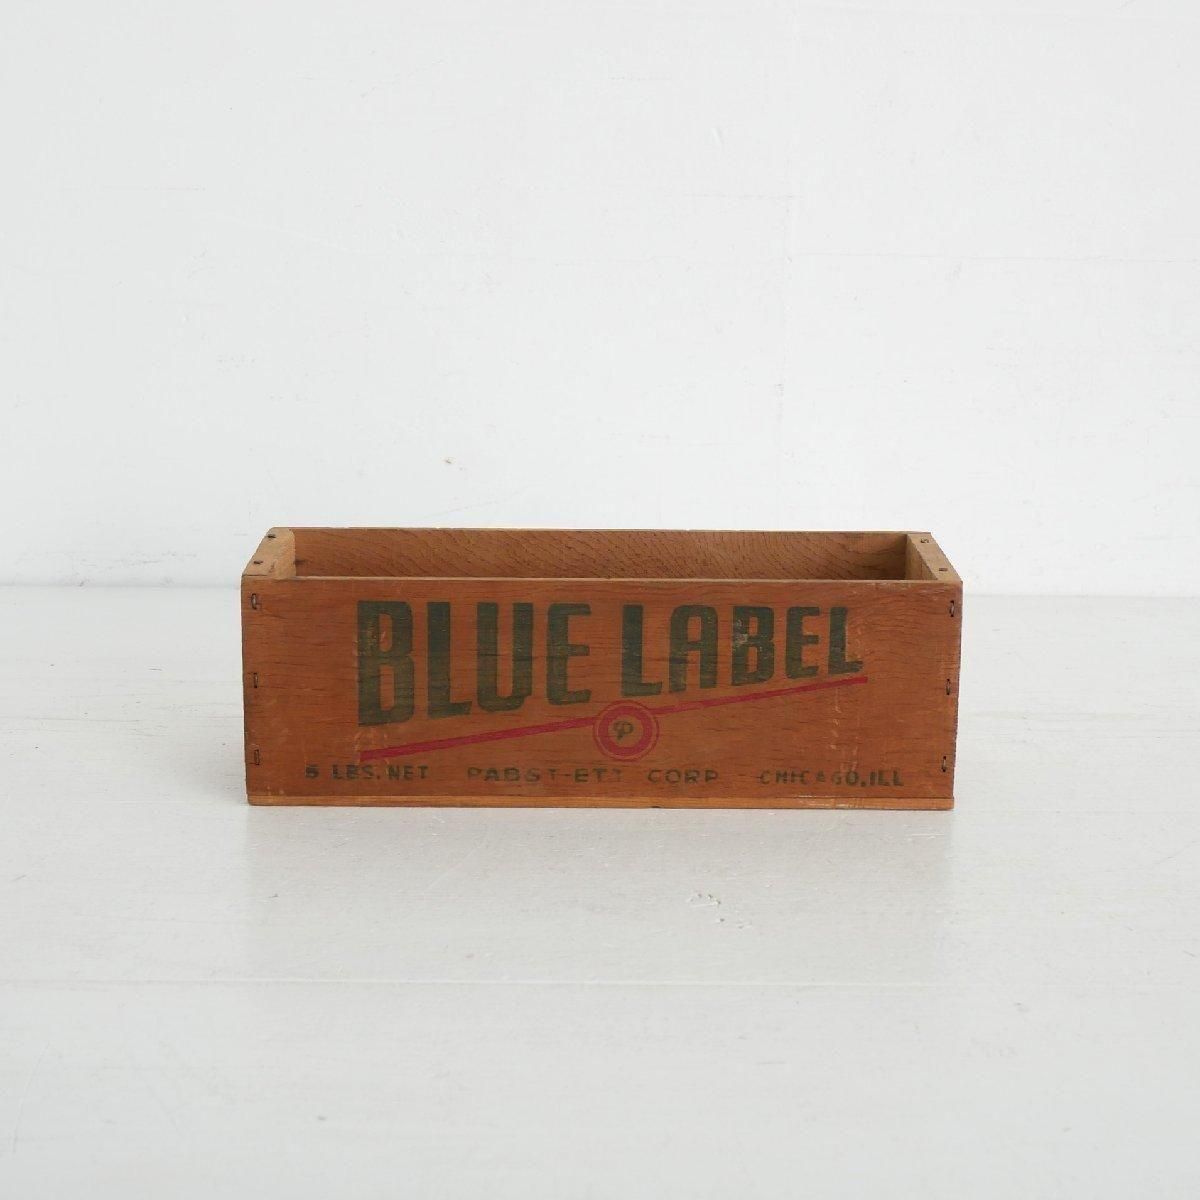 BLUE LABEL
P
5 LBS. NET PABST-ETT CORP - CHICAGO, ILL